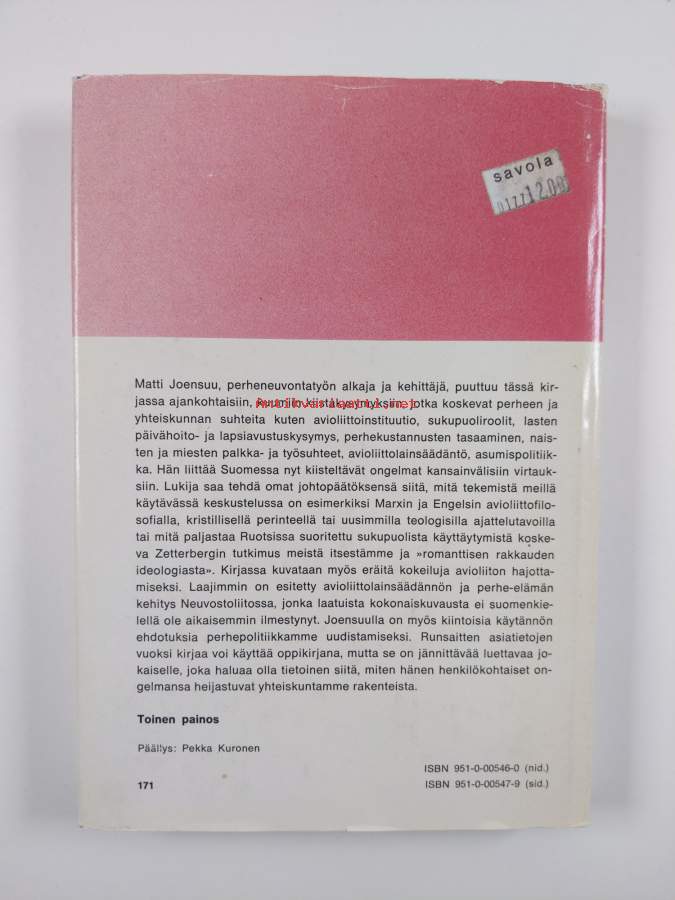 savola
01771200
Matti Joensuu, perheneuvontatyön alkaja ja kehittäjä, puuttuu tässä kir-
jassa ajankohtaisiin, kuumiin kiistakysymyksiin, jotka koskevat perheen ja
antikvariaatti.net
yhteiskunnan suhteita kuten avioliittoinstituutio, sukupuoliroolit, lasten
päivähoito- ja lapsiavustuskysymys, perhekustannusten tasaaminen, nais-
ten ja miesten palkka- ja työsuhteet, avioliittolainsäädäntö, asumispolitiik-
ka. Hän liittää Suomessa nyt kiisteltävät ongelmat kansainvälisiin virtauk-
siin. Lukija saa tehdä omat johtopäätöksensä siitä, mitä tekemistä meillä
käytävässä keskustelussa on esimerkiksi Marxin ja Engelsin avioliittofilo-
sofialla, kristillisellä perinteellä tai uusimmilla teologisilla ajattelutavoilla
tai mitä paljastaa Ruotsissa suoritettu sukupuolista käyttäytymistä koske-
va Zetterbergin tutkimus meistä itsestämme ja »romanttisen rakkauden
ideologiasta». Kirjassa kuvataan myös eräitä kokeiluja avioliiton hajotta-
miseksi. Laajimmin on esitetty avioliittolainsäädännön ja perhe-elämän
kehitys Neuvostoliitossa, jonka laatuista kokonaiskuvausta ei suomenkie-
lellä ole aikaisemmin ilmestynyt. Joensuulla on myös kiintoisia käytännön
ehdotuksia perhepolitiikkamme uudistamiseksi. Runsaitten asiatietojen
vuoksi kirjaa voi käyttää oppikirjana, mutta se on jännittävää luettavaa jo-
kaiselle, joka haluaa olla tietoinen siitä, miten hänen henkilökohtaiset on-
gelmansa heijastuvat yhteiskuntamme rakenteista.
Toinen painos
Päällys: Pekka Kuronen
ISBN 951-0-00546-0 (nid.)
171
ISBN 951-0-00547-9 (sid.)